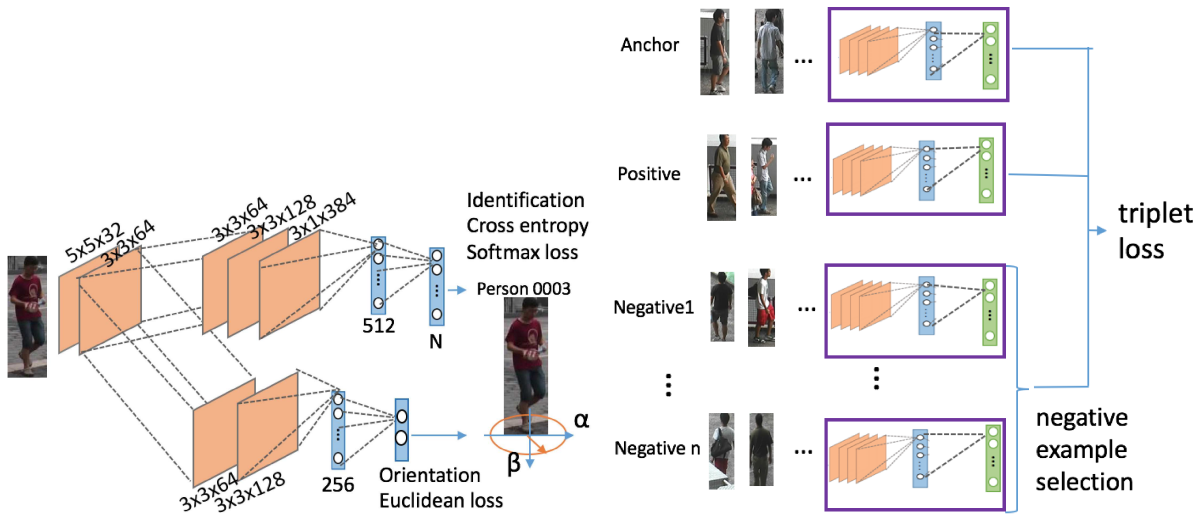 5x5x32
3x3x64
3x3x64
3x3x128
3x1x384
512
N
Identification
Cross entropy
Softmax loss
Person 0003
3x3x64
3x3x128
256
Orientation
Euclidean loss
α
β
Anchor
...
Positive
...
Negative1
...
Negative n
...
triplet
loss
negative
example
selection